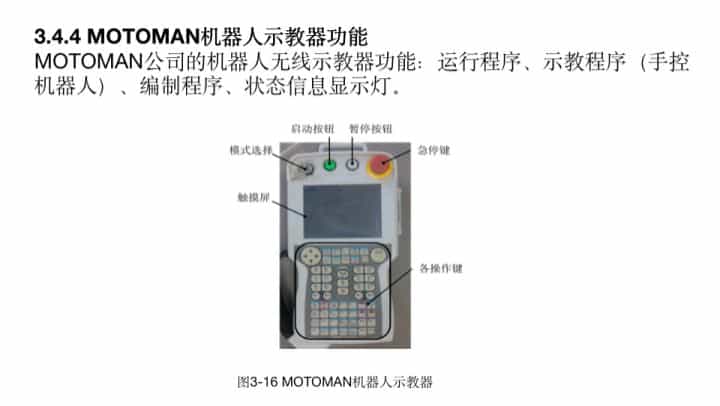 3.4.4 MOTOMAN机器人示教器功能
MOTOMAN公司的机器人无线示教器功能：运行程序、示教程序（手控
机器人）、编制程序、状态信息显示灯。
启动按钮 暂停按钮
模式选择
急停键
触摸屏
各操作键
图3-16 MOTOMAN机器人示教器